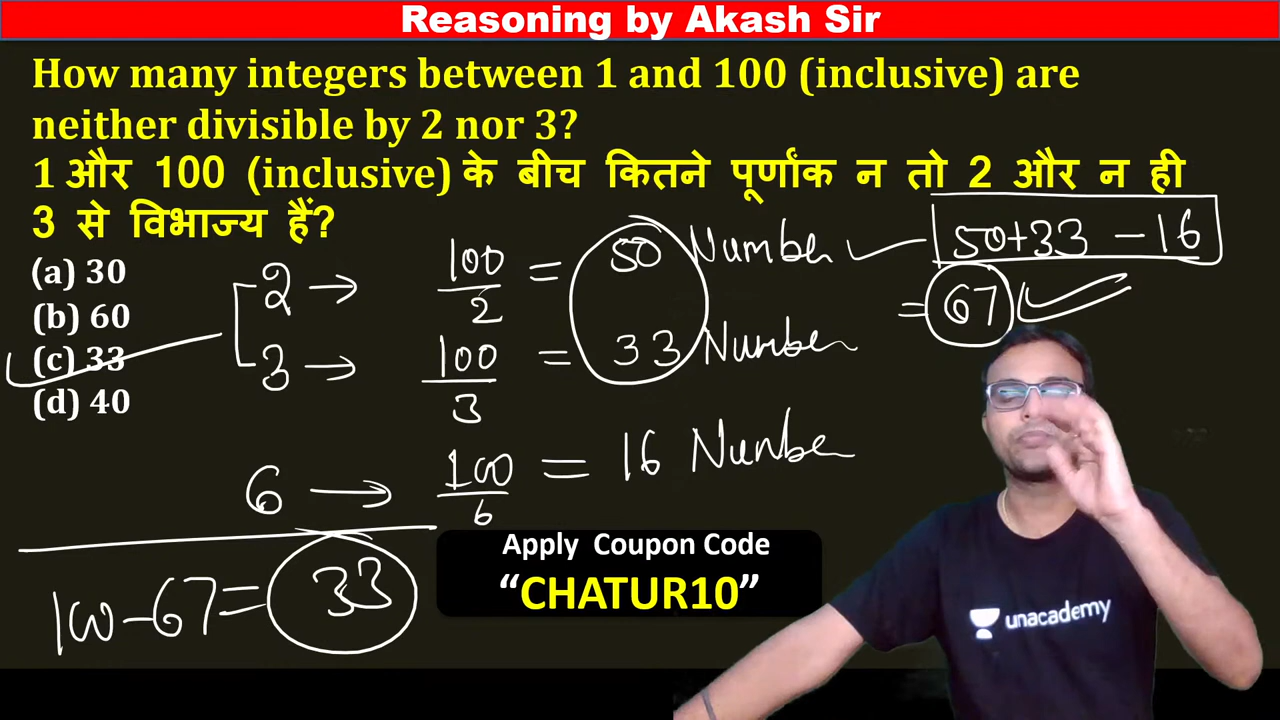 Reasoning by Akash Sir
How many integers between 1 and 100 (inclusive) are
neither divisible by 2 nor 3?
1 और 100 (inclusive) के बीच कितने पूर्णांक न तो 2 और न ही
3 से विभाज्य हैं?
(a) 30
(b) 60
(c) 33
(d) 40
2 → 100/2 = 50 Number
3 → 100/3 = 33 Number
6 → 100/6 = 16 Number
50+33 - 16
= 67
100-67= 33
Apply Coupon Code
“CHATUR10”
unacademy